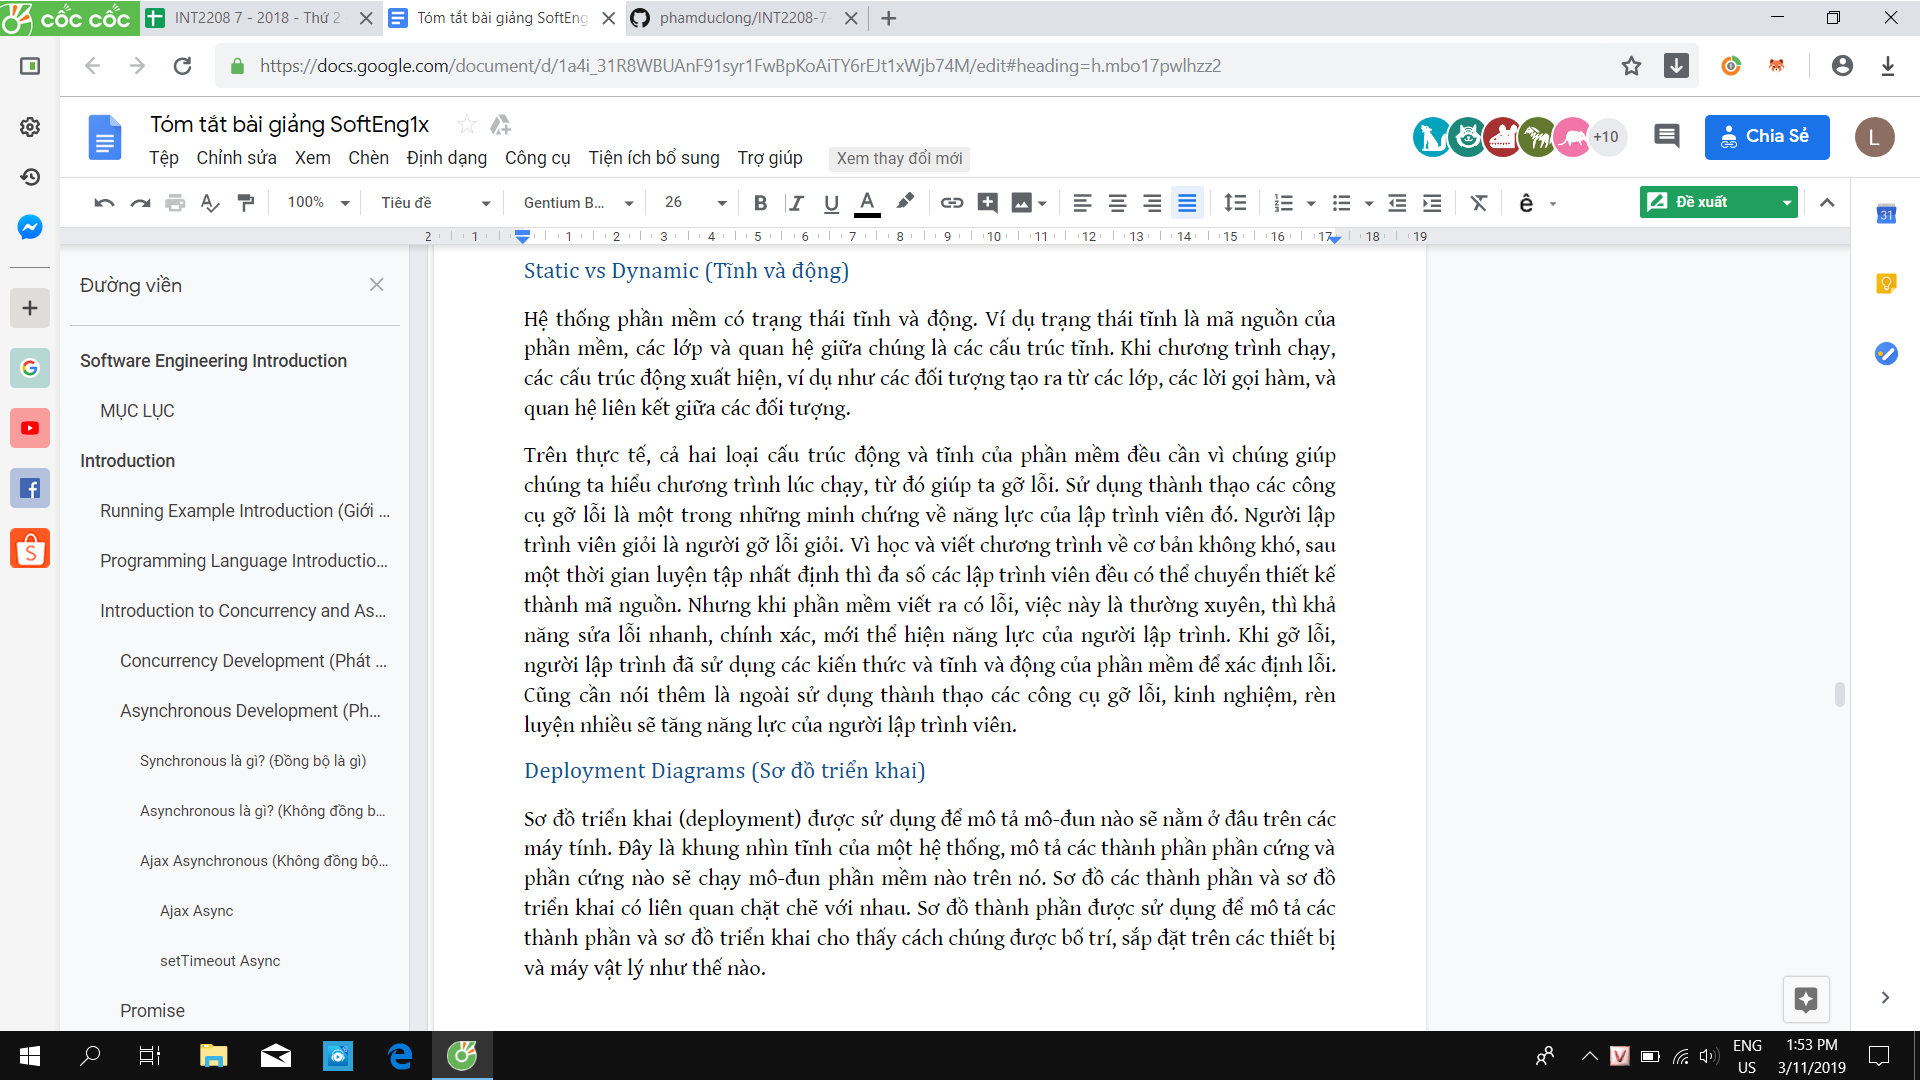 cốc cốc
INT2208 7 - 2018 - Thứ 2
Tóm tắt bài giảng SoftEng
phamduclong/INT2208-7-
https://docs.google.com/document/d/1a4i_31R8WBUAnF91syr1FwBpKoAiTY6rEJt1xWjb74M/edit#heading=h.mbo17pwlhzz2
Tóm tắt bài giảng SoftEng1x
+10
Chia Sẻ
L
Tệp Chỉnh sửa Xem Chèn Định dạng Công cụ Tiện ích bổ sung Trợ giúp Xem thay đổi mới
100% Tiêu đề Gentium B... 26 B I U A ê Đề xuất
31
2 1 1 2 3 4 5 6 7 8 9 10 11 12 13 14 15 16 17 18 19
Đường viền
Software Engineering Introduction
MỤC LỤC
Introduction
Running Example Introduction (Giới ...
Programming Language Introductio...
Introduction to Concurrency and As...
Concurrency Development (Phát ...
Asynchronous Development (Ph...
Synchronous là gì? (Đồng bộ là gì)
Asynchronous là gì? (Không đồng b...
Ajax Asynchronous (Không đồng bộ...
Ajax Async
setTimeout Async
Promise
Static vs Dynamic (Tĩnh và động)
Hệ thống phần mềm có trạng thái tĩnh và động. Ví dụ trạng thái tĩnh là mã nguồn của
phần mềm, các lớp và quan hệ giữa chúng là các cấu trúc tĩnh. Khi chương trình chạy,
các cấu trúc động xuất hiện, ví dụ như các đối tượng tạo ra từ các lớp, các lời gọi hàm, và
quan hệ liên kết giữa các đối tượng.
Trên thực tế, cả hai loại cấu trúc động và tĩnh của phần mềm đều cần vì chúng giúp
chúng ta hiểu chương trình lúc chạy, từ đó giúp ta gỡ lỗi. Sử dụng thành thạo các công
cụ gỡ lỗi là một trong những minh chứng về năng lực của lập trình viên đó. Người lập
trình viên giỏi là người gỡ lỗi giỏi. Vì học và viết chương trình về cơ bản không khó, sau
một thời gian luyện tập nhất định thì đa số các lập trình viên đều có thể chuyển thiết kế
thành mã nguồn. Nhưng khi phần mềm viết ra có lỗi, việc này là thường xuyên, thì khả
năng sửa lỗi nhanh, chính xác, mới thể hiện năng lực của người lập trình. Khi gỡ lỗi,
người lập trình đã sử dụng các kiến thức và tĩnh và động của phần mềm để xác định lỗi.
Cũng cần nói thêm là ngoài sử dụng thành thạo các công cụ gỡ lỗi, kinh nghiệm, rèn
luyện nhiều sẽ tăng năng lực của người lập trình viên.
Deployment Diagrams (Sơ đồ triển khai)
Sơ đồ triển khai (deployment) được sử dụng để mô tả mô-đun nào sẽ nằm ở đâu trên các
máy tính. Đây là khung nhìn tĩnh của một hệ thống, mô tả các thành phần phần cứng và
phần cứng nào sẽ chạy mô-đun phần mềm nào trên nó. Sơ đồ các thành phần và sơ đồ
triển khai có liên quan chặt chẽ với nhau. Sơ đồ thành phần được sử dụng để mô tả các
thành phần và sơ đồ triển khai cho thấy cách chúng được bố trí, sắp đặt trên các thiết bị
và máy vật lý như thế nào.
ENG
US
1:53 PM
3/11/2019